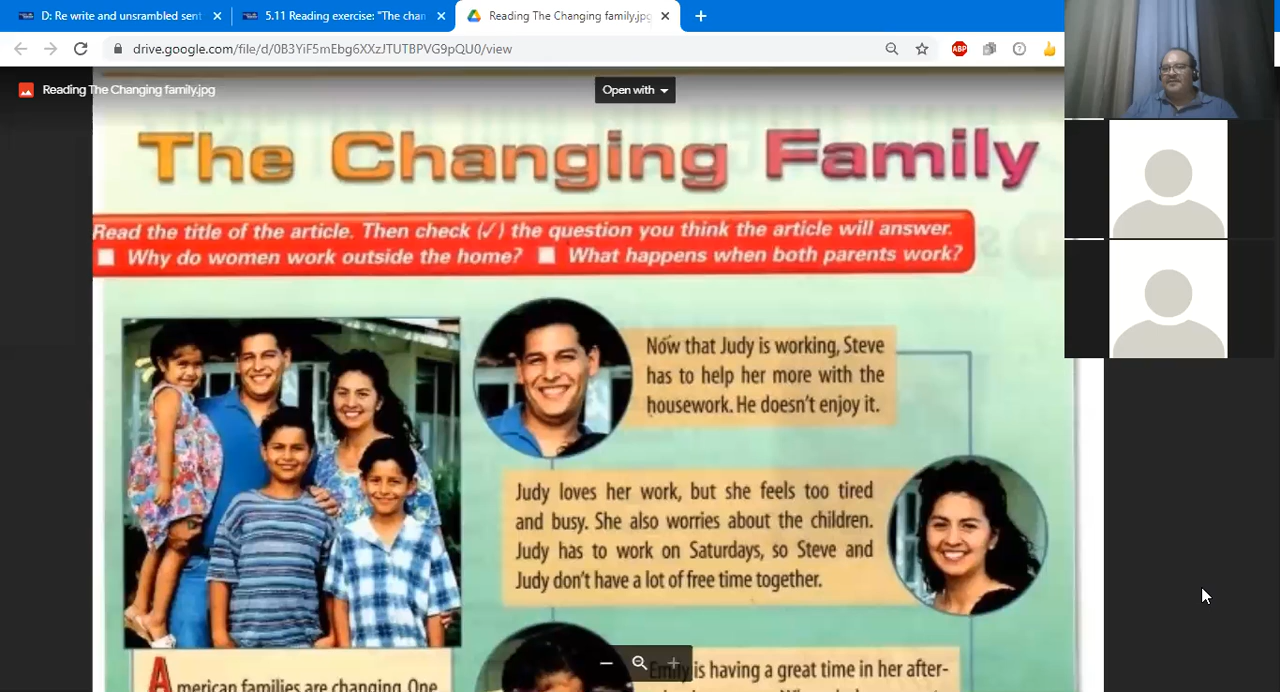 D: Re write and unsrambled sent
5.11 Reading exercise: "The chan
Reading The Changing family.jpg
drive.google.com/file/d/0B3YiF5mEbg6XXzJTUTBPVG9pQU0/view
ABP
Reading The Changing family.jpg
Open with
The Changing Family
Read the title of the article. Then check (✓) the question you think the article will answer.
Why do women work outside the home? What happens when both parents work?
Now that Judy is working, Steve
has to help her more with the
housework. He doesn't enjoy it.
Judy loves her work, but she feels too tired
and busy. She also worries about the children.
Judy has to work on Saturdays, so Steve and
Judy don't have a lot of free time together.
Emily is having a great time in her after-
American families are changing. One